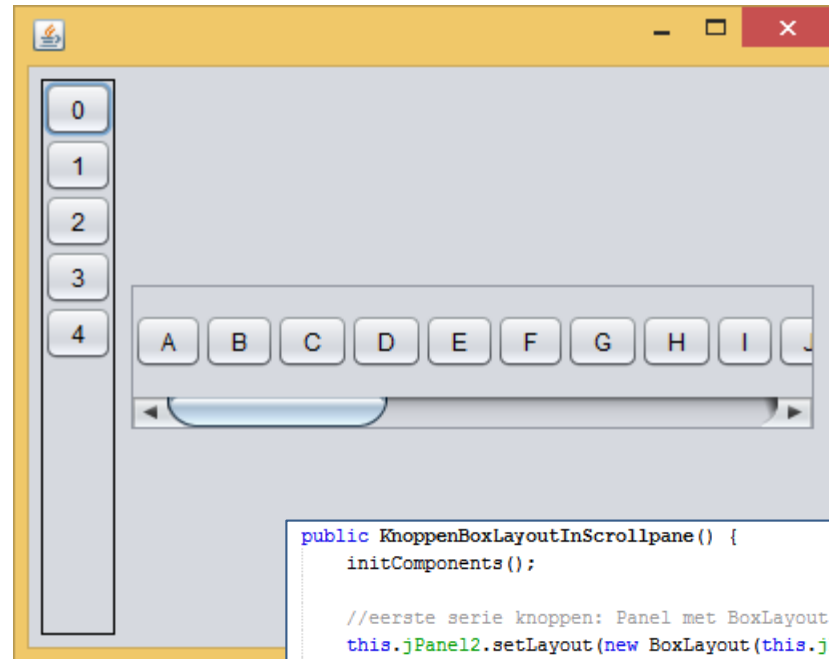 0
1
2
3
4
A B C D E F G H I J
public KnoppenBoxLayoutInScrollpane() {
initComponents();
//eerste serie knoppen: Panel met BoxLayout
this.jPanel2.setLayout(new BoxLayout(this.j